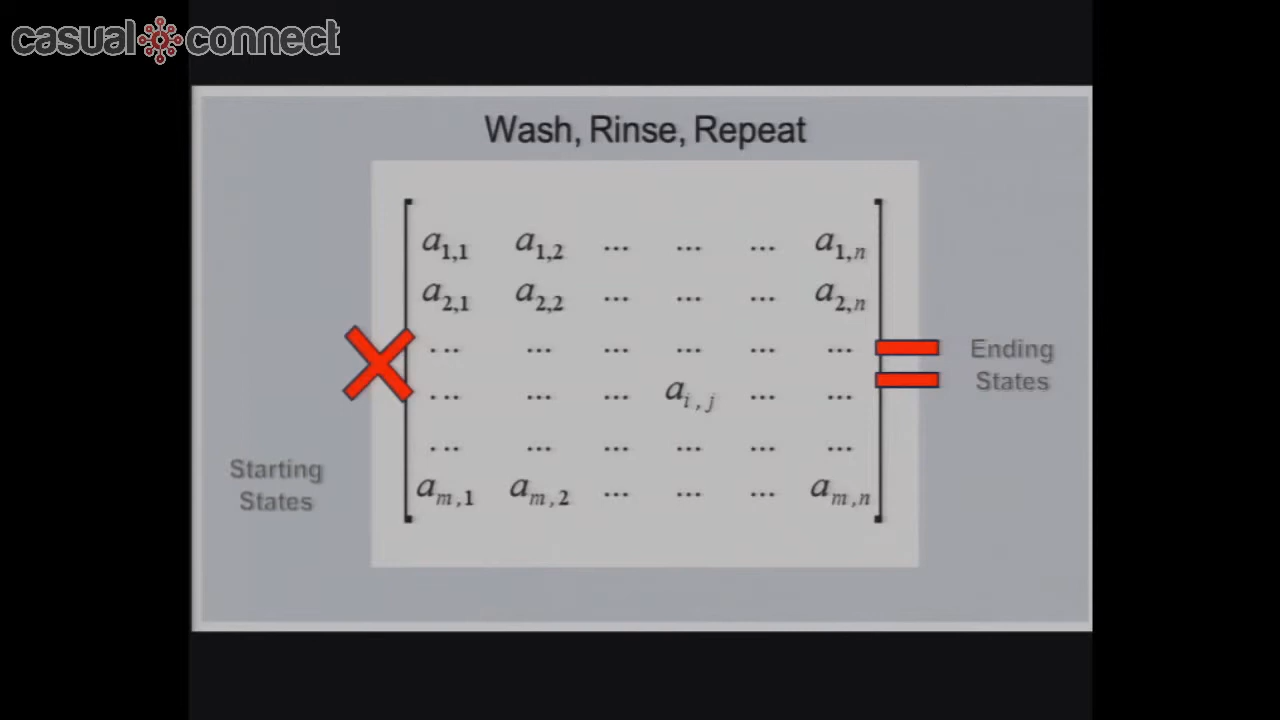 casual connect
Wash, Rinse, Repeat
a1,1 a1,2 ... ... ... a1,n
a2,1 a2,2 ... ... ... a2,n
... ... ... ... ... ...
... ... ... ai,j ... ...
... ... ... ... ... ...
am,1 am,2 ... ... ... am,n
=
Ending
States
Starting
States